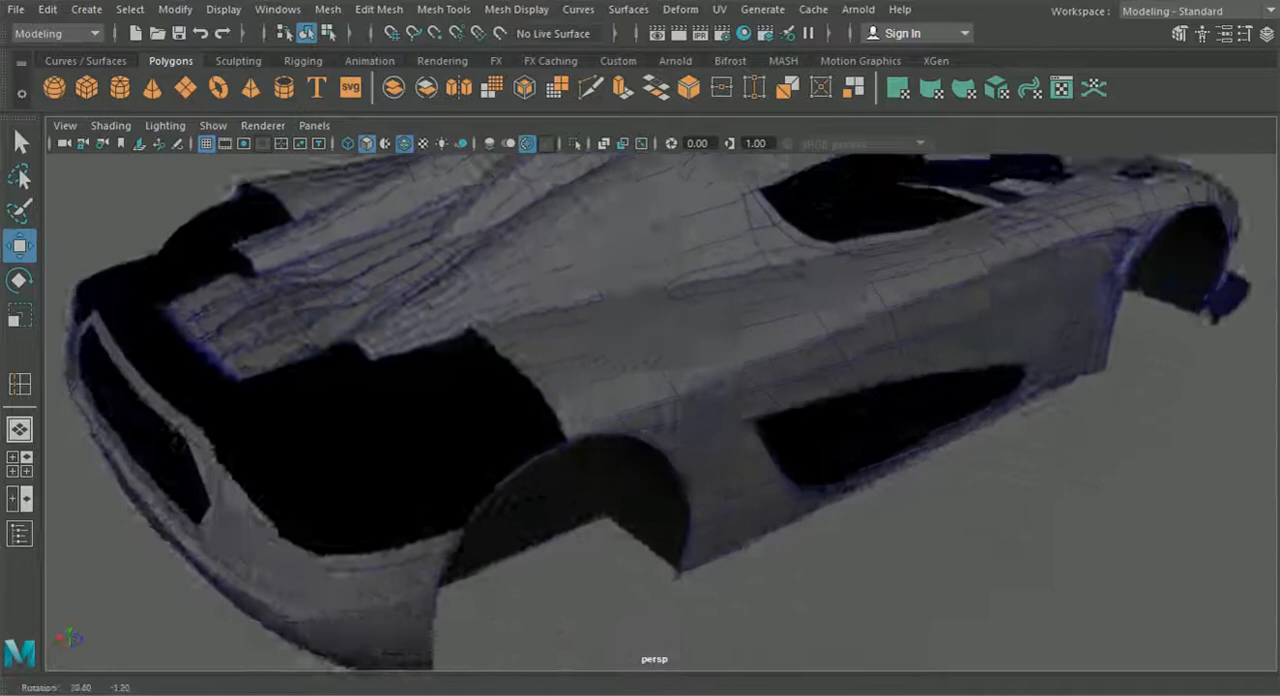 File Edit Create Select Modify Display Windows Mesh Edit Mesh Mesh Tools Mesh Display Curves Surfaces Deform UV Generate Cache Arnold Help Workspace: Modeling - Standard
Modeling No Live Surface Sign In
Curves / Surfaces Polygons Sculpting Rigging Animation Rendering FX FX Caching Custom Arnold Bifrost MASH Motion Graphics XGen
T SVG
View Shading Lighting Show Renderer Panels
0.00 1.00
persp
M